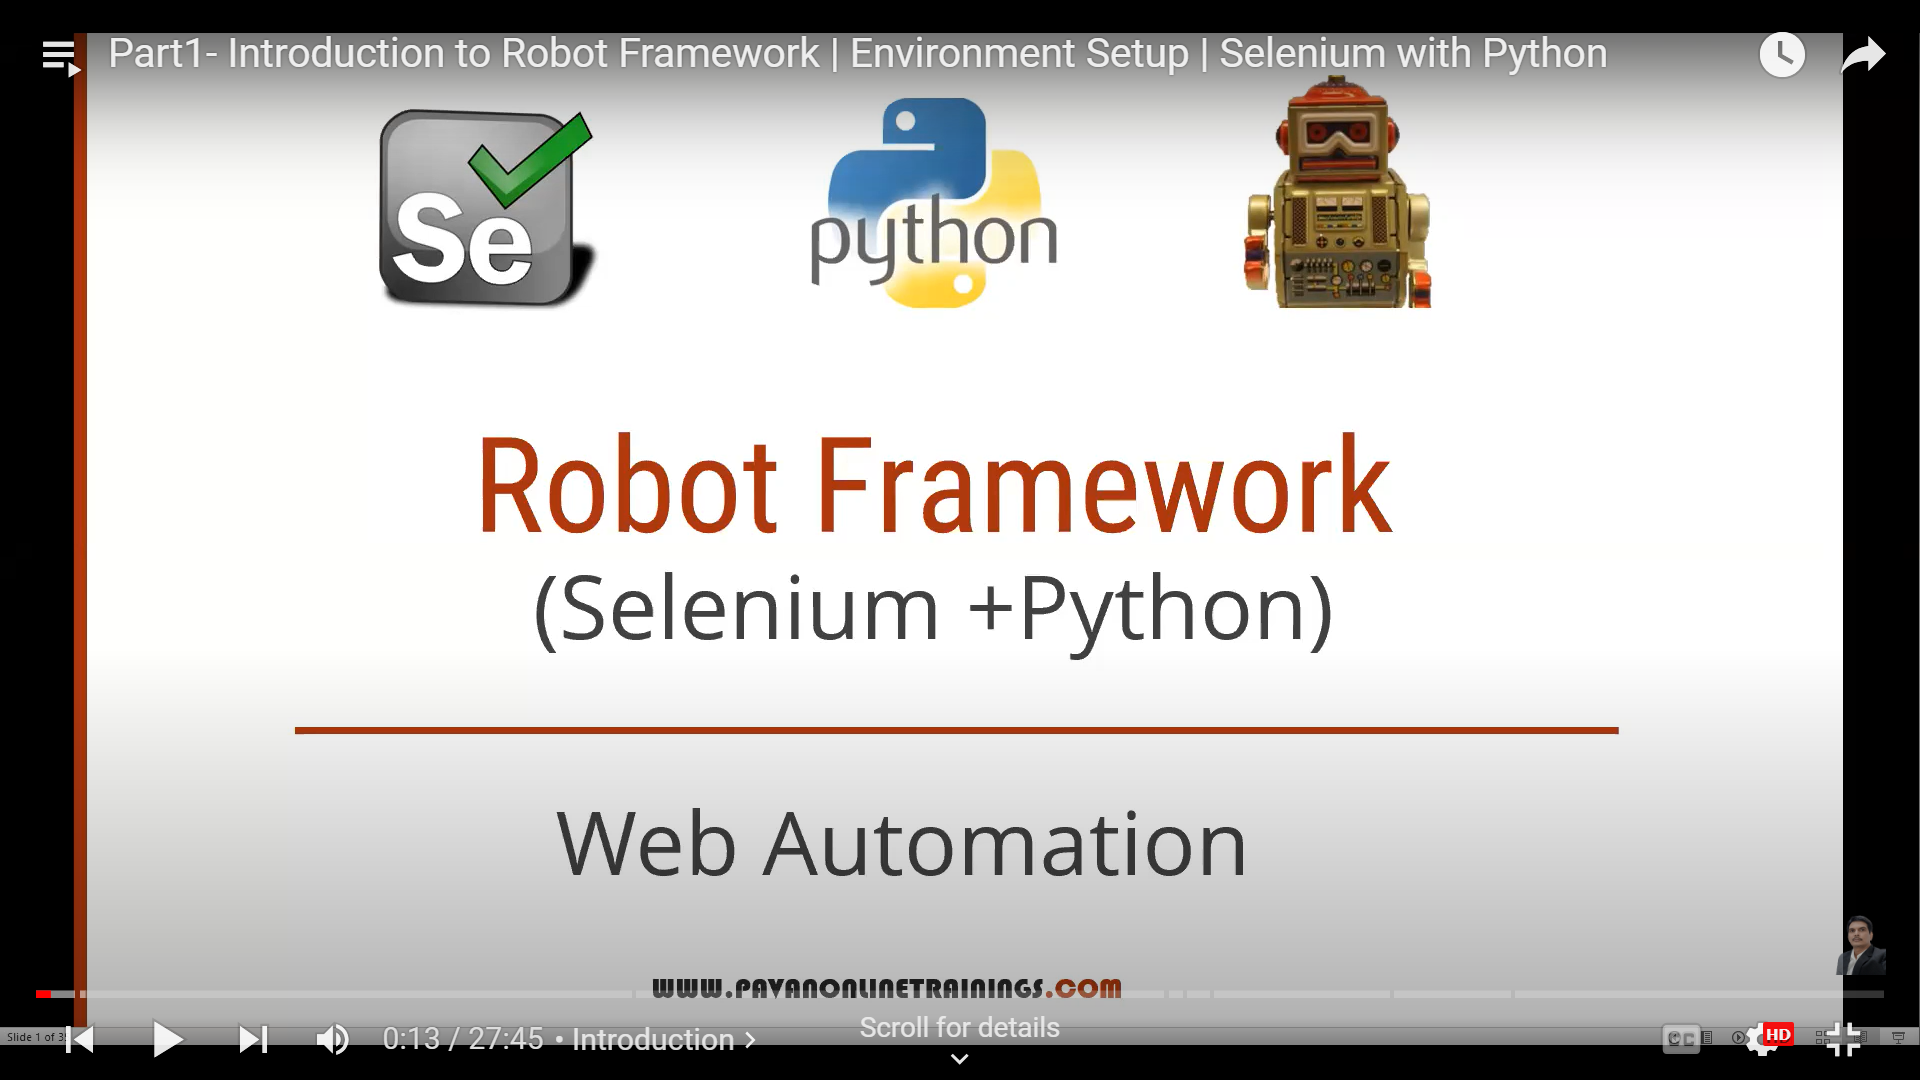 Part1- Introduction to Robot Framework | Environment Setup | Selenium with Python
Se
python
Robot Framework
(Selenium +Python)
Web Automation
WWW.PAVANONLINETRAININGS.COM
Scroll for details
0:13 / 27:45 • Introduction
CC
HD
Slide 1 of